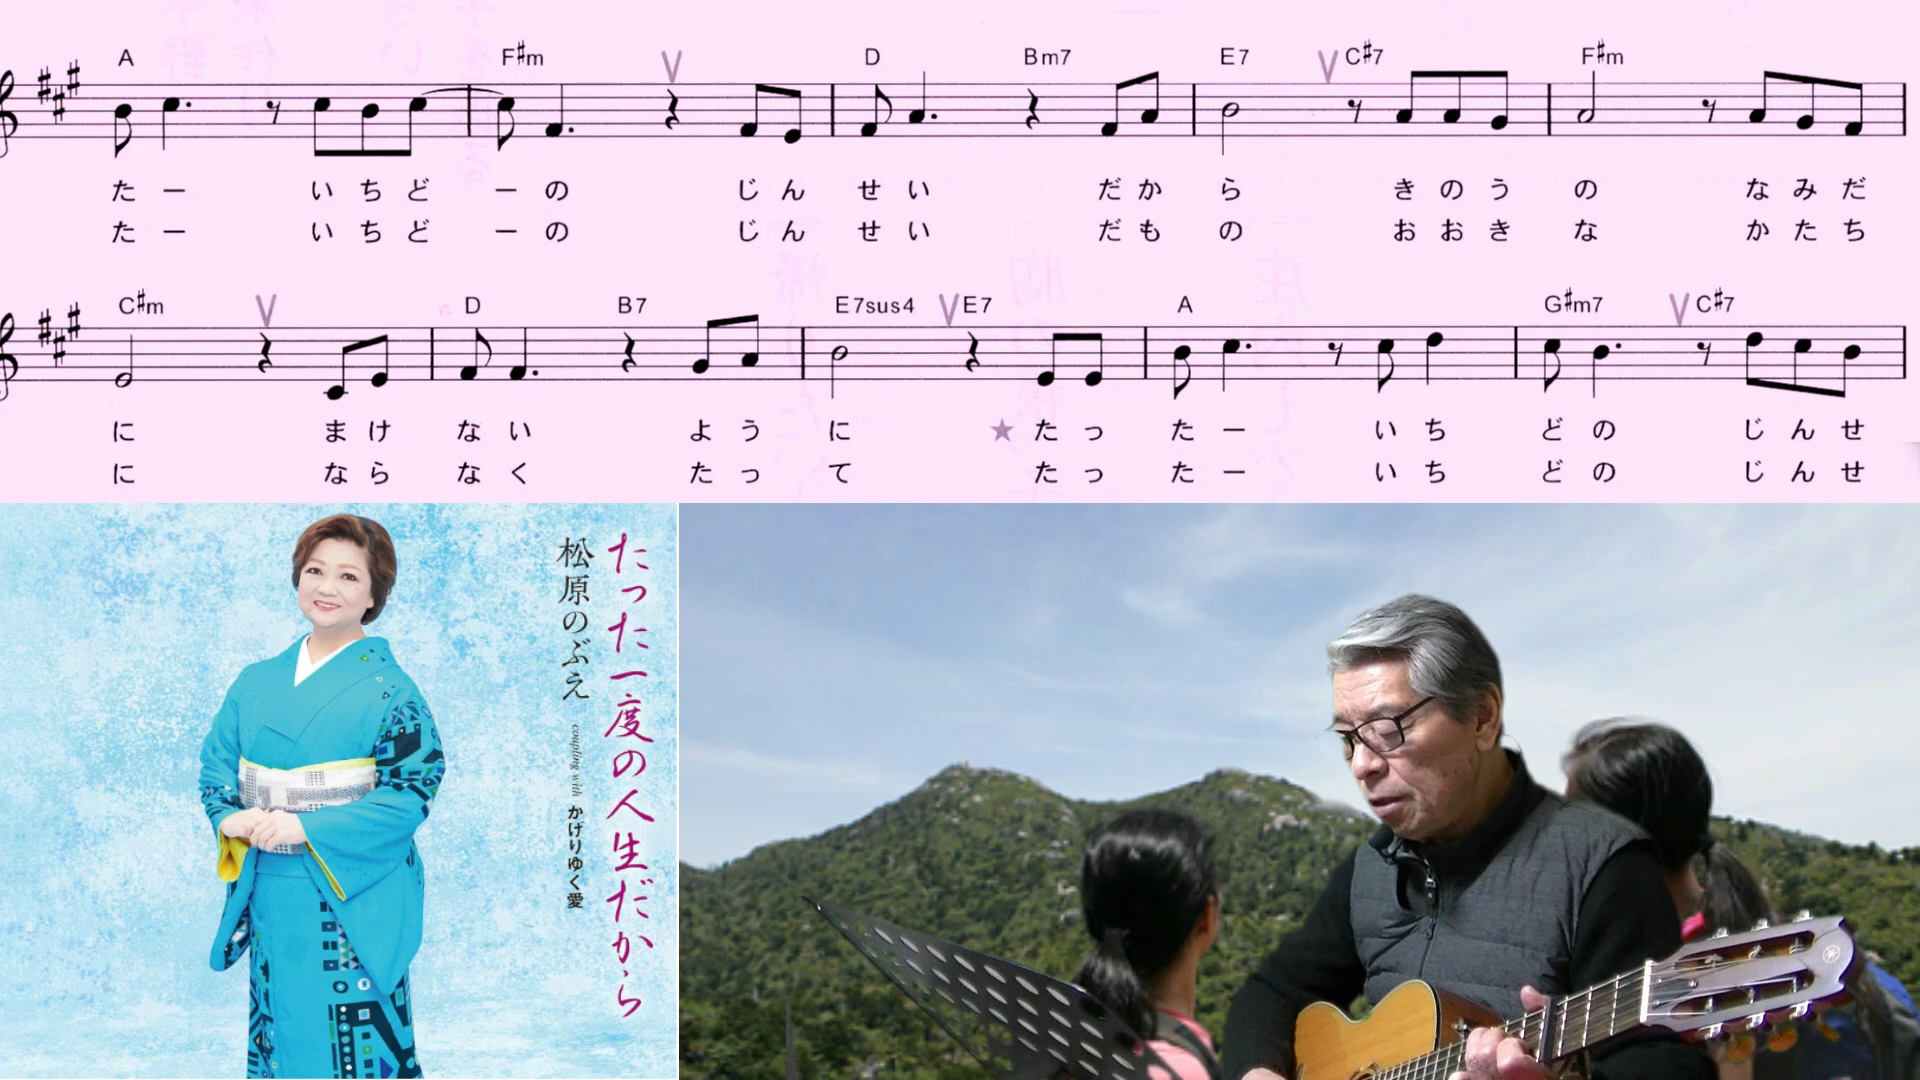 A F♯m V D Bm7 E7 V C♯7 F♯m
たー いちどーの じん せい だから きのう の なみだ
たー いちどーの じん せい だもの おおき な かたち
C♯m V D B7 E7sus4 V E7 A G♯m7 V C♯7
に まけ ない よう に ★たっ たー いち どの じんせ
に なら なく たっ て たっ たー いち どの じんせ
たった一度の人生だから
松原のぶえ
coupling with かげりゆく愛